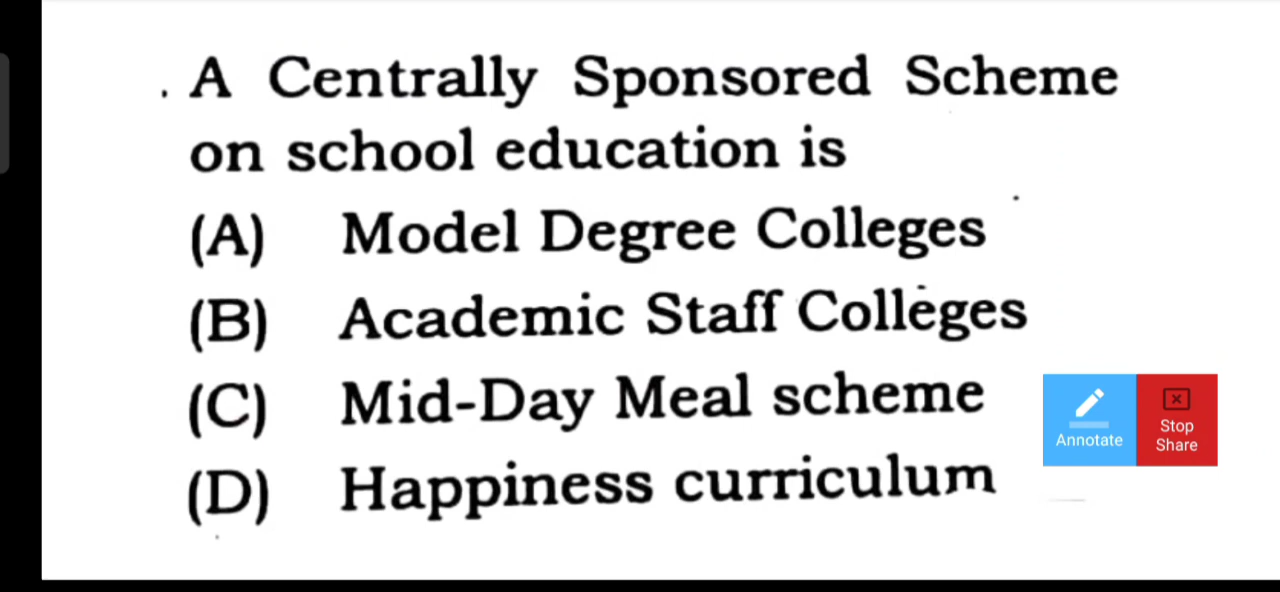 . A Centrally Sponsored Scheme
on school education is
(A) Model Degree Colleges
(B) Academic Staff Colleges
(C) Mid-Day Meal scheme
(D) Happiness curriculum
Annotate
Stop
Share